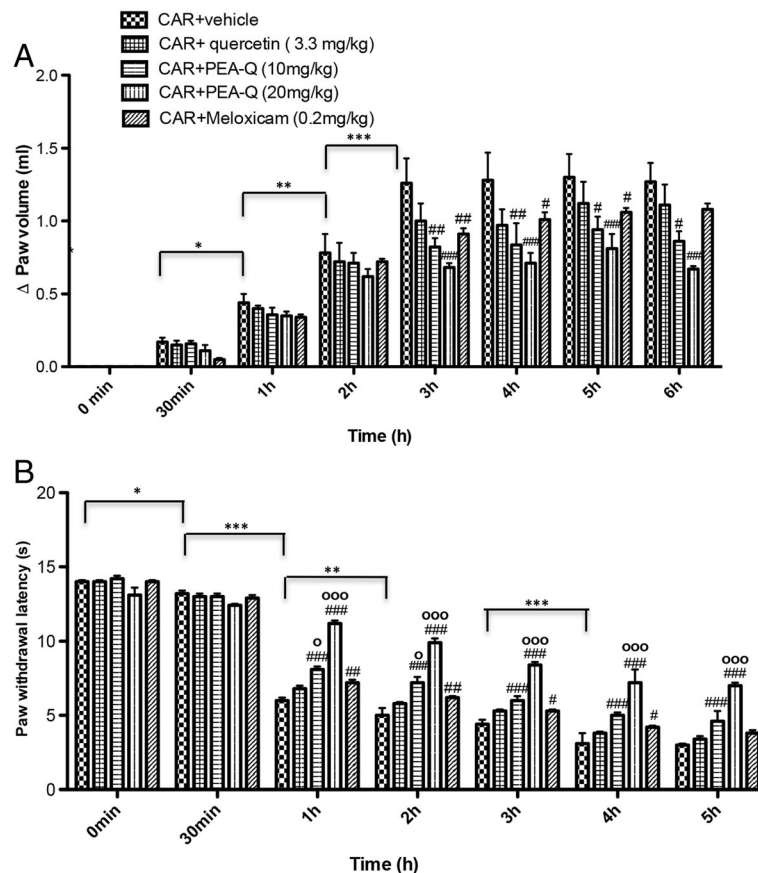 CAR+vehicle
CAR+ quercetin ( 3.3 mg/kg)
CAR+PEA-Q (10mg/kg)
CAR+PEA-Q (20mg/kg)
CAR+Meloxicam (0.2mg/kg)
A
Δ Paw volume (ml)
2.0
1.5
1.0
0.5
0.0
*
*
**
***
##
###
##
##
###
#
#
###
#
#
###
0 min
30min
1h
2h
3h
4h
5h
6h
Time (h)
B
Paw withdrawal latency (s)
20
15
10
5
0
*
***
**
***
o
###
ooo
###
##
o
###
ooo
###
##
###
ooo
###
#
###
ooo
###
#
###
ooo
###
0min
30min
1h
2h
3h
4h
5h
Time (h)